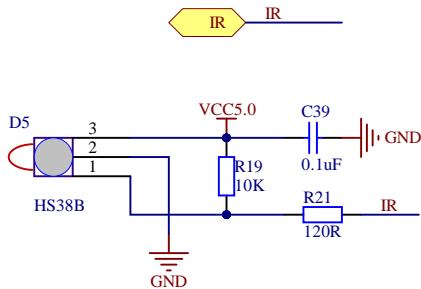 IR IR
VCC5.0 C39
D5 3
GND
2
R19 0.1uF
1 10K
HS38B R21 IR
120R
GND